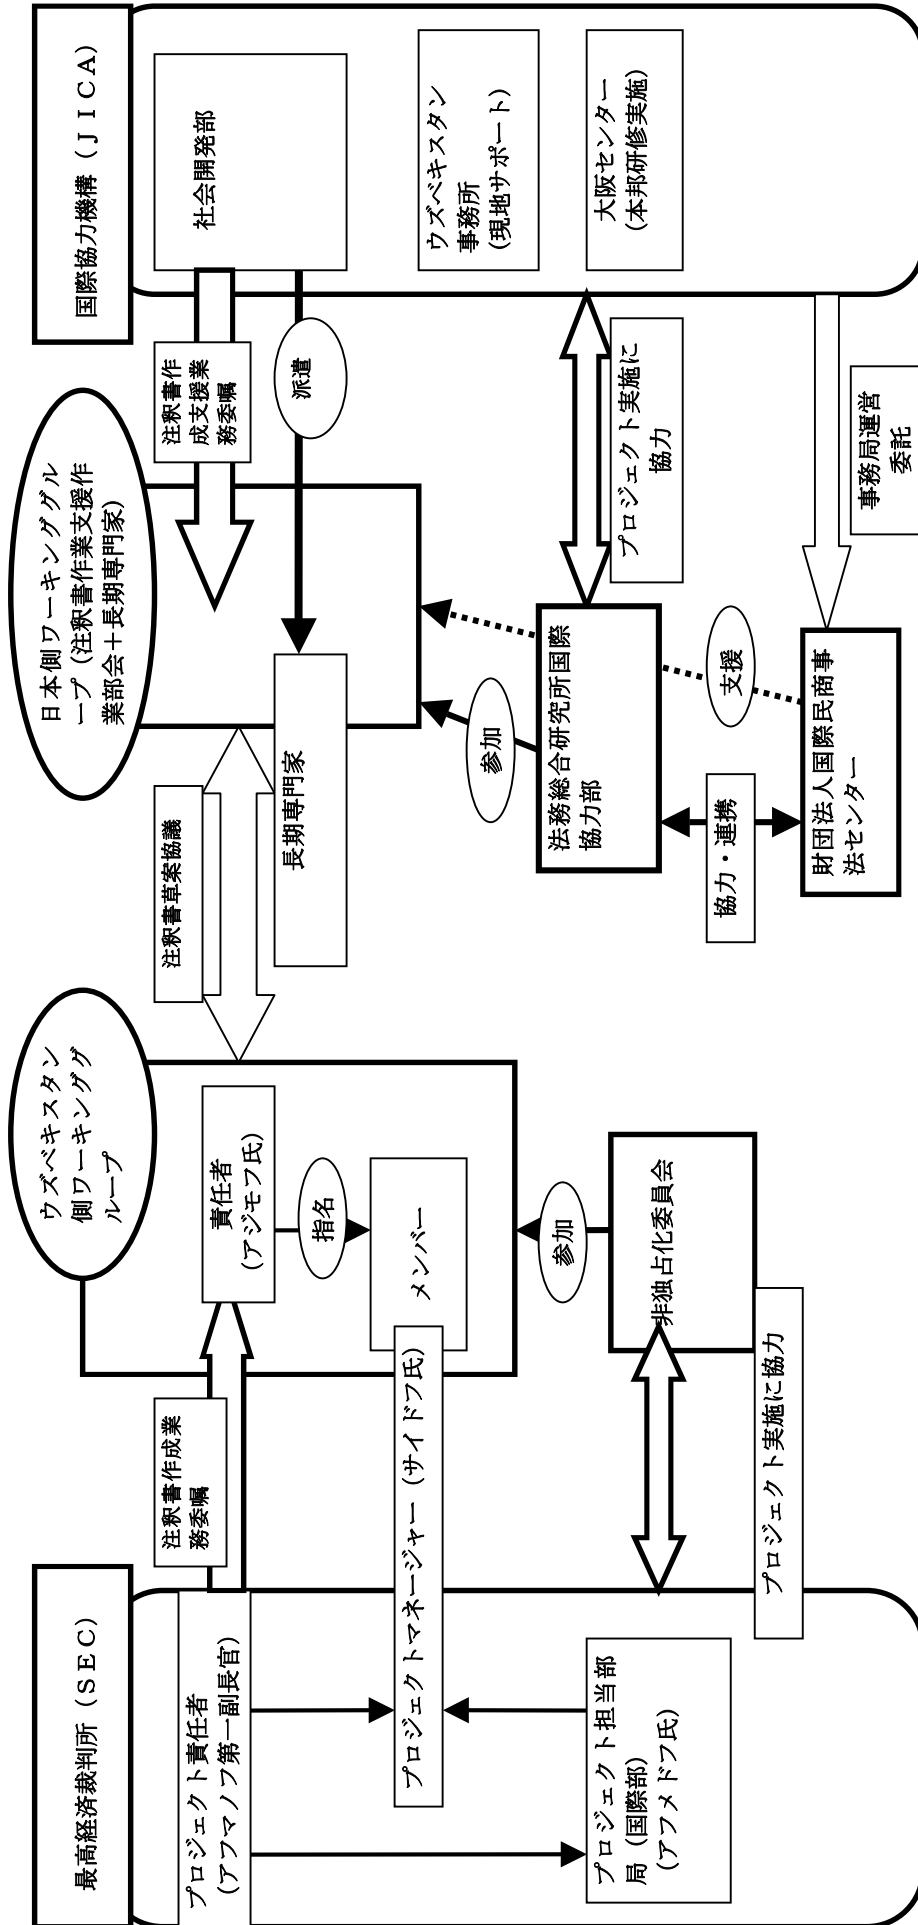 最高経済裁判所（ＳＥＣ）
プロジェクト責任者
（アフマノフ第一副長官）
プロジェクトマネージャー（サイドフ氏）
プロジェクト担当部
局（国際部）
（アフメドフ氏）
注釈書作成業
務委嘱
プロジェクト実施に協力
ウズベキスタン
側ワーキンググ
ループ
責任者
（アジモフ氏）
指名
メンバー
参加
非独占化委員会
注釈書草案協議
日本側ワーキンググル
ープ（注釈書作業支援作
業部会＋長期専門家）
長期専門家
参加
法務総合研究所国際
協力部
協力・連携
支援
財団法人国際民商事
法センター
注釈書作
成支援業
務委嘱
派遣
プロジェクト実施に
協力
事務局運営
委託
国際協力機構（ＪＩＣＡ）
社会開発部
ウズベキスタン
事務所
（現地サポート）
大阪センター
（本邦研修実施）